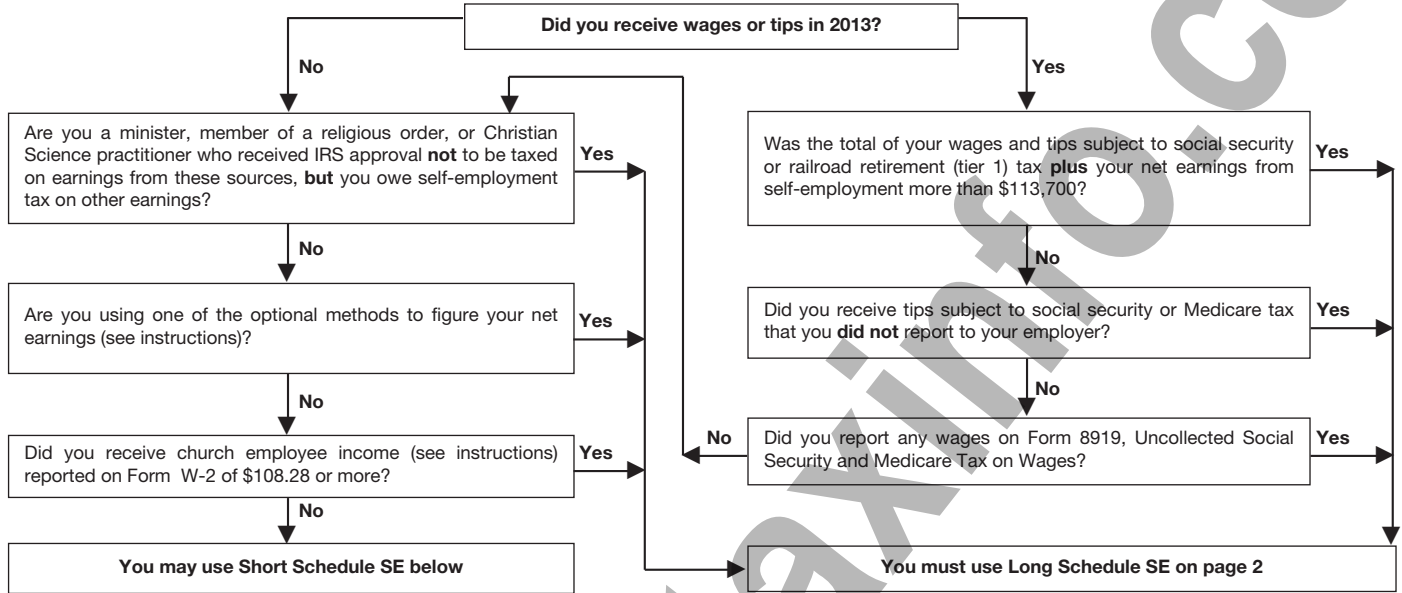 Did you receive wages or tips in 2013?
No
Yes
Are you a minister, member of a religious order, or Christian
Science practitioner who received IRS approval not to be taxed
on earnings from these sources, but you owe self-employment
tax on other earnings?
Yes
Was the total of your wages and tips subject to social security
or railroad retirement (tier 1) tax plus your net earnings from
self-employment more than $113,700?
Yes
No
No
Are you using one of the optional methods to figure your net
earnings (see instructions)?
Yes
Did you receive tips subject to social security or Medicare tax
that you did not report to your employer?
Yes
No
No
Did you receive church employee income (see instructions)
reported on Form W-2 of $108.28 or more?
Yes
No
Did you report any wages on Form 8919, Uncollected Social
Security and Medicare Tax on Wages?
Yes
No
You may use Short Schedule SE below
You must use Long Schedule SE on page 2
axinfo.co